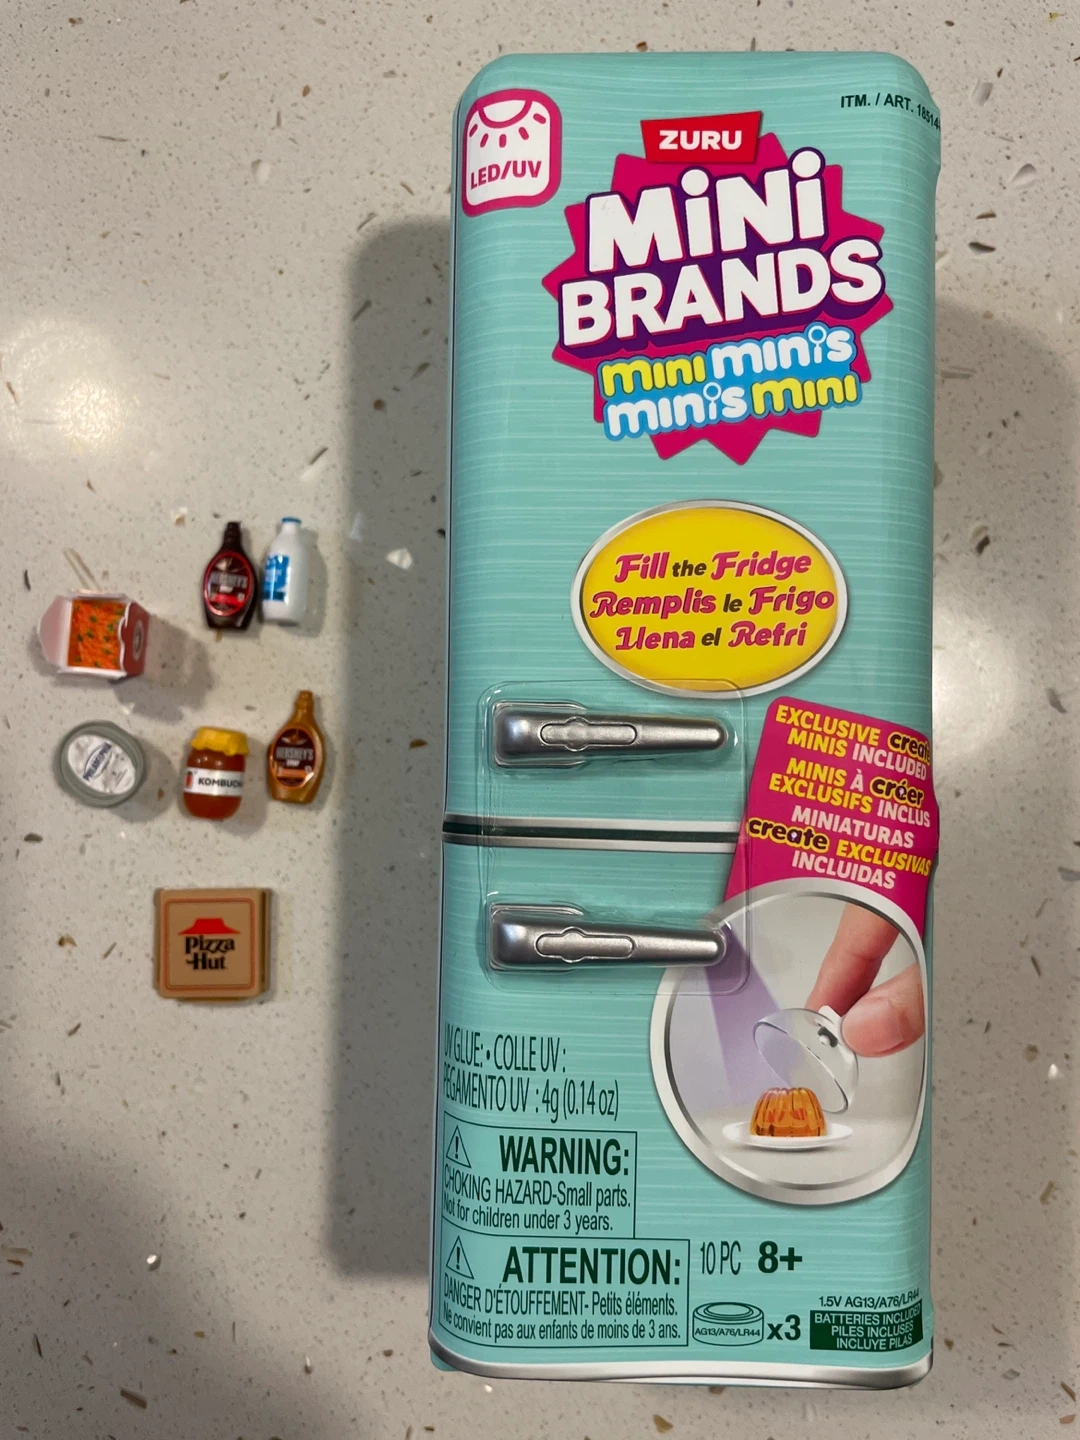 LED/UV
ITM. / ART.
ZURU
MiNi
BRANDS
mini minis
minis mini
Fill the Fridge
Remplis le Frigo
Llena el Refri
EXCLUSIVE create
MINIS INCLUDED
MINIS À créer
EXCLUSIFS INCLUS
MINIATURAS
create EXCLUSIVAS
INCLUIDAS
UV GLUE: • COLLE UV :
PEGAMENTO UV : 4g (0.14 oz)
WARNING:
CHOKING HAZARD-Small parts.
Not for children under 3 years.
ATTENTION:
DANGER D'ÉTOUFFEMENT- Petits éléments.
Ne convient pas aux enfants de moins de 3 ans.
10 PC 8+
AG13/A76/LR44 x3
1.5V AG13/A76/LR44
BATTERIES INCLUDED
PILES INCLUSES
INCLUYE PILAS
HERSHEY'S
KOMBUCH
HERSHEY'S
SYRUP
Pizza
Hut